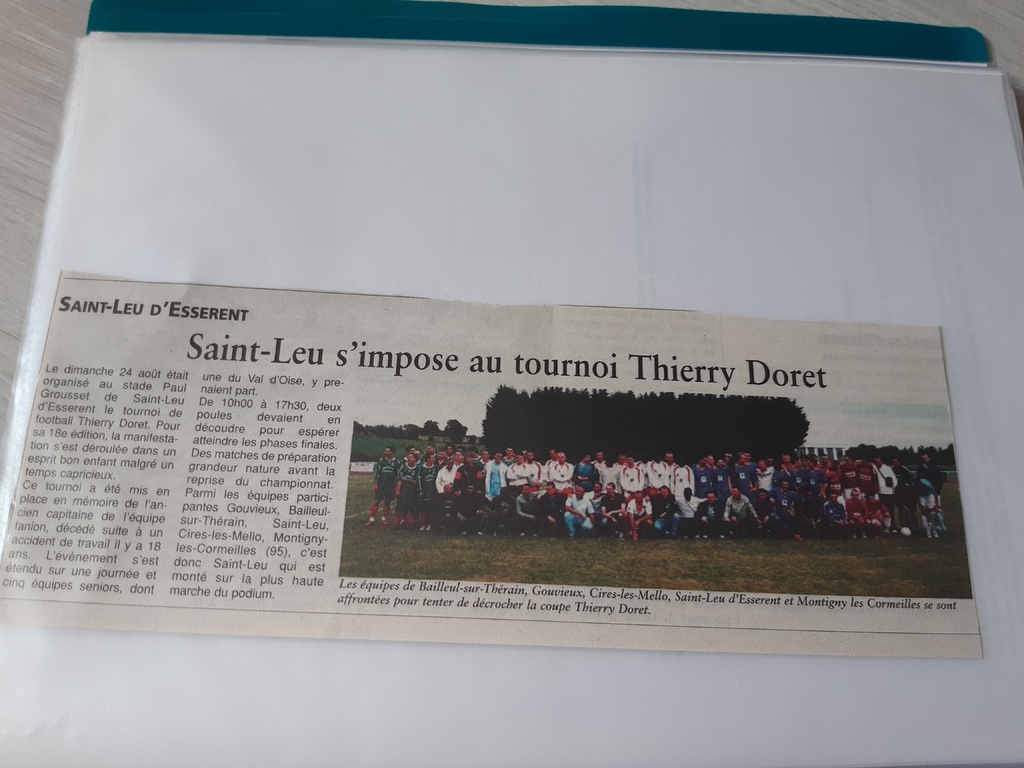 SAINT-LEU D'ESSERENT
Saint-Leu s'impose au tournoi Thierry Doret
Le dimanche 24 août était
organisé au stade Paul
Grousset de Saint-Leu
d'Esserent le tournoi de
football Thierry Doret. Pour
sa 18e édition, la manifesta-
tion s'est déroulée dans un
esprit bon enfant malgré un
temps capricieux.
Ce tournoi a été mis en
place en mémoire de l'an-
cien capitaine de l'équipe
fanion, décédé suite à un
accident de travail il y a 18
ans. L'événement s'est
étendu sur une journée et
cinq équipes seniors, dont
une du Val d'Oise, y pre-
naient part.
De 10h00 à 17h30, deux
poules devaient en
découdre pour espérer
atteindre les phases finales.
Des matches de préparation
grandeur nature avant la
reprise du championnat.
Parmi les équipes partici-
pantes Gouvieux, Bailleul-
sur-Thérain, Saint-Leu,
Cires-les-Mello, Montigny-
les-Cormeilles (95), c'est
donc Saint-Leu qui est
monté sur la plus haute
marche du podium.
Les équipes de Bailleul-sur-Thérain, Gouvieux, Cires-les-Mello, Saint-Leu d'Esserent et Montigny les Cormeilles se sont
affrontées pour tenter de décrocher la coupe Thierry Doret.